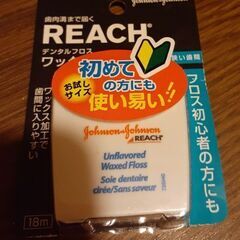 Johnson & Johnson
歯肉溝まで届く
REACH®
デンタルフロス
ワッ
狭い歯間
初めて
の方にも
お試し
サイズ
使い易い!!
ワックス加工で
歯間に入りやすい
フロス初心者の方にも
Johnson & Johnson
REACH®
Unflavored
Waxed Floss
Soie dentaire
cirée/Sans saveur
18m